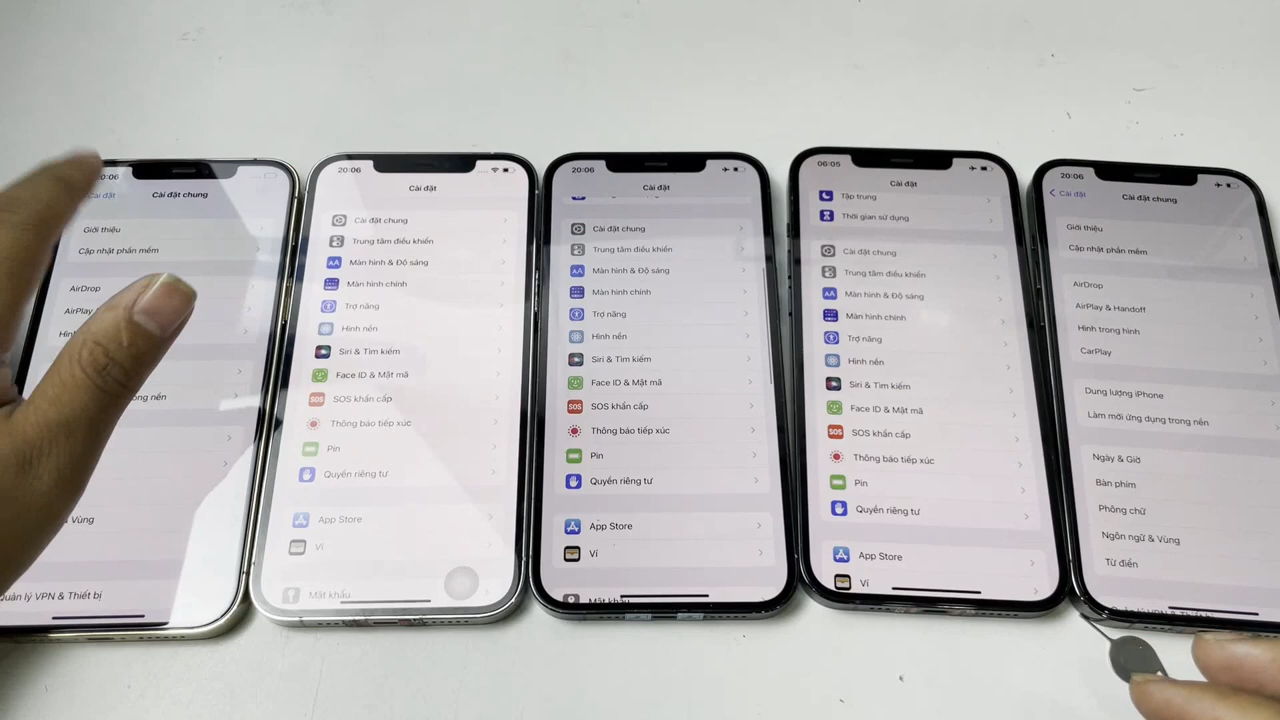 20:06
Cài đặt
Cài đặt chung
Giới thiệu
Cập nhật phần mềm
AirDrop
Vùng
Quản lý VPN & Thiết bị
20:06
Cài đặt
Cài đặt chung
Trung tâm điều khiển
Màn hình & Độ sáng
Màn hình chính
Trợ năng
Hình nền
Siri & Tìm kiếm
Face ID & Mật mã
SOS
SOS khẩn cấp
Thông báo tiếp xúc
Pin
Quyền riêng tư
App Store
Ví
Mật khẩu
20:06
Cài đặt
Cài đặt chung
Trung tâm điều khiển
Màn hình & Độ sáng
Màn hình chính
Trợ năng
Hình nền
Siri & Tìm kiếm
Face ID & Mật mã
SOS
SOS khẩn cấp
Thông báo tiếp xúc
Pin
Quyền riêng tư
App Store
Ví
Mật khẩu
06:05
Cài đặt
Tập trung
Thời gian sử dụng
Cài đặt chung
Trung tâm điều khiển
Màn hình & Độ sáng
Màn hình chính
Trợ năng
Hình nền
Siri & Tìm kiếm
Face ID & Mật mã
SOS
SOS khẩn cấp
Thông báo tiếp xúc
Pin
Quyền riêng tư
App Store
Ví
20:06
Cài đặt
Cài đặt chung
Giới thiệu
Cập nhật phần mềm
AirDrop
AirPlay & Handoff
Hình trong hình
CarPlay
Dung lượng iPhone
Làm mới ứng dụng trong nền
Ngày & Giờ
Bàn phím
Phông chữ
Ngôn ngữ & Vùng
Từ điển